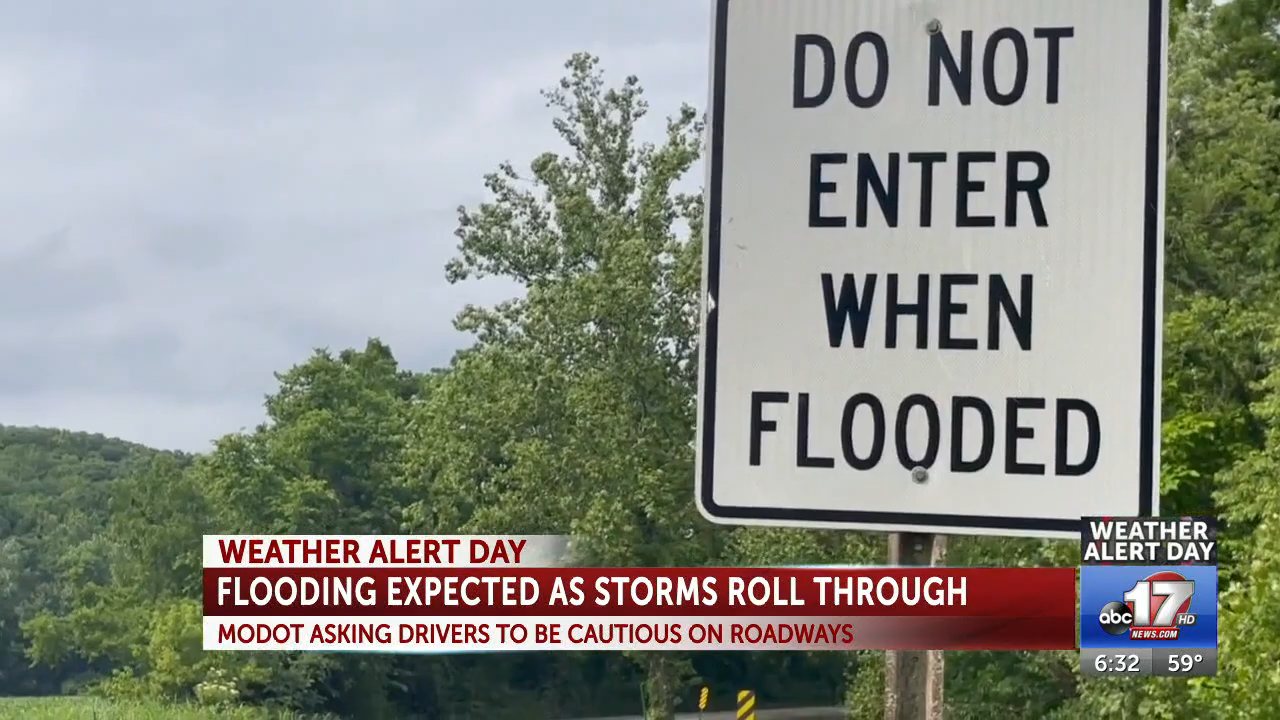 DO NOT
ENTER
WHEN
FLOODED
WEATHER ALERT DAY
FLOODING EXPECTED AS STORMS ROLL THROUGH
MODOT ASKING DRIVERS TO BE CAUTIOUS ON ROADWAYS
WEATHER
ALERT DAY
abc 17 HD
NEWS.COM
6:32 59°